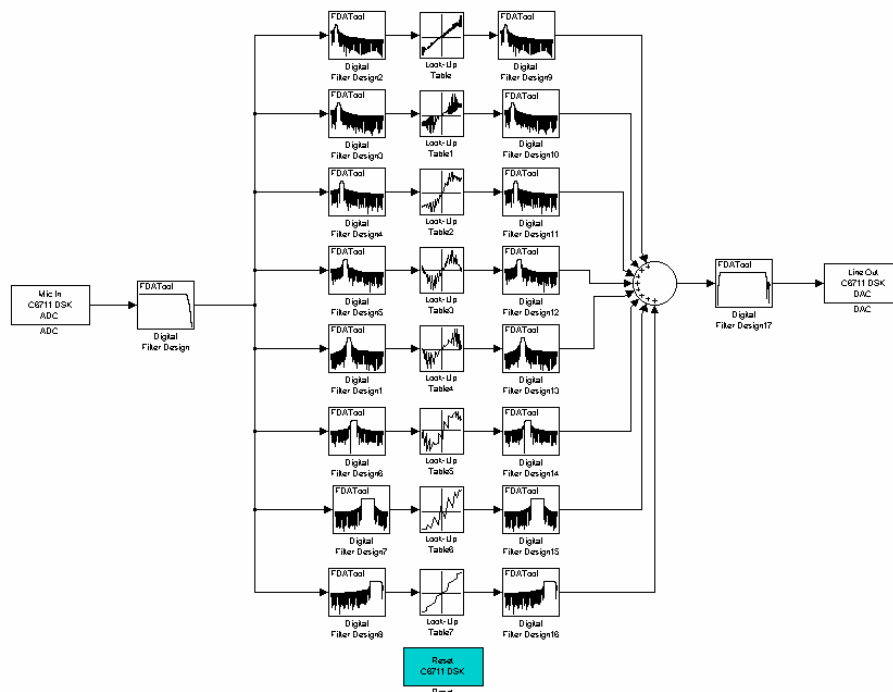 FDATool
Digital
Filter Design2
Look-Up
Table
FDATool
Digital
Filter Design9
FDATool
Digital
Filter Design3
Look-Up
Table1
FDATool
Digital
Filter Design10
FDATool
Digital
Filter Design4
Look-Up
Table2
FDATool
Digital
Filter Design11
Mic In
C6711 DSK
ADC
ADC
FDATool
Digital
Filter Design
FDATool
Digital
Filter Design5
Look-Up
Table3
FDATool
Digital
Filter Design12
FDATool
Digital
Filter Design17
Line Out
C6711 DSK
DAC
DAC
FDATool
Digital
Filter Design1
Look-Up
Table4
FDATool
Digital
Filter Design13
FDATool
Digital
Filter Design6
Look-Up
Table5
FDATool
Digital
Filter Design14
FDATool
Digital
Filter Design7
Look-Up
Table6
FDATool
Digital
Filter Design15
FDATool
Digital
Filter Design8
Look-Up
Table7
FDATool
Digital
Filter Design16
Reset
C6711 DSK
Reset